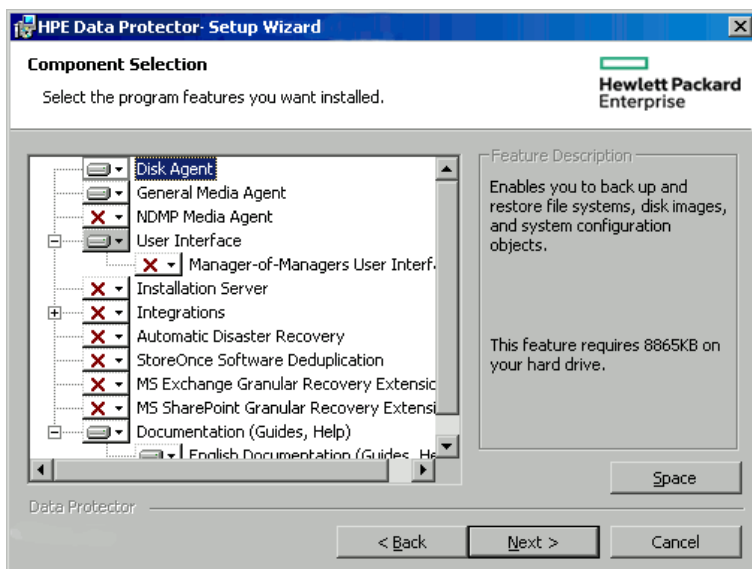 HPE Data Protector- Setup Wizard
Component Selection
Select the program features you want installed.
Hewlett Packard
Enterprise
Disk Agent
General Media Agent
NDMP Media Agent
User Interface
Manager-of-Managers User Interf
Installation Server
Integrations
Automatic Disaster Recovery
StoreOnce Software Deduplication
MS Exchange Granular Recovery Extensic
MS SharePoint Granular Recovery Extensi
Documentation (Guides, Help)
English Documentation (Guides, He
Feature Description
Enables you to back up and
restore file systems, disk images,
and system configuration
objects.
This feature requires 8865KB on
your hard drive.
Space
Data Protector
< Back
Next >
Cancel